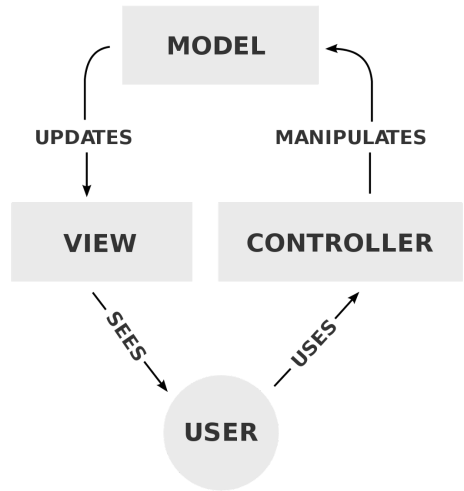 MODEL
UPDATES
MANIPULATES
VIEW
CONTROLLER
SEES
USES
USER